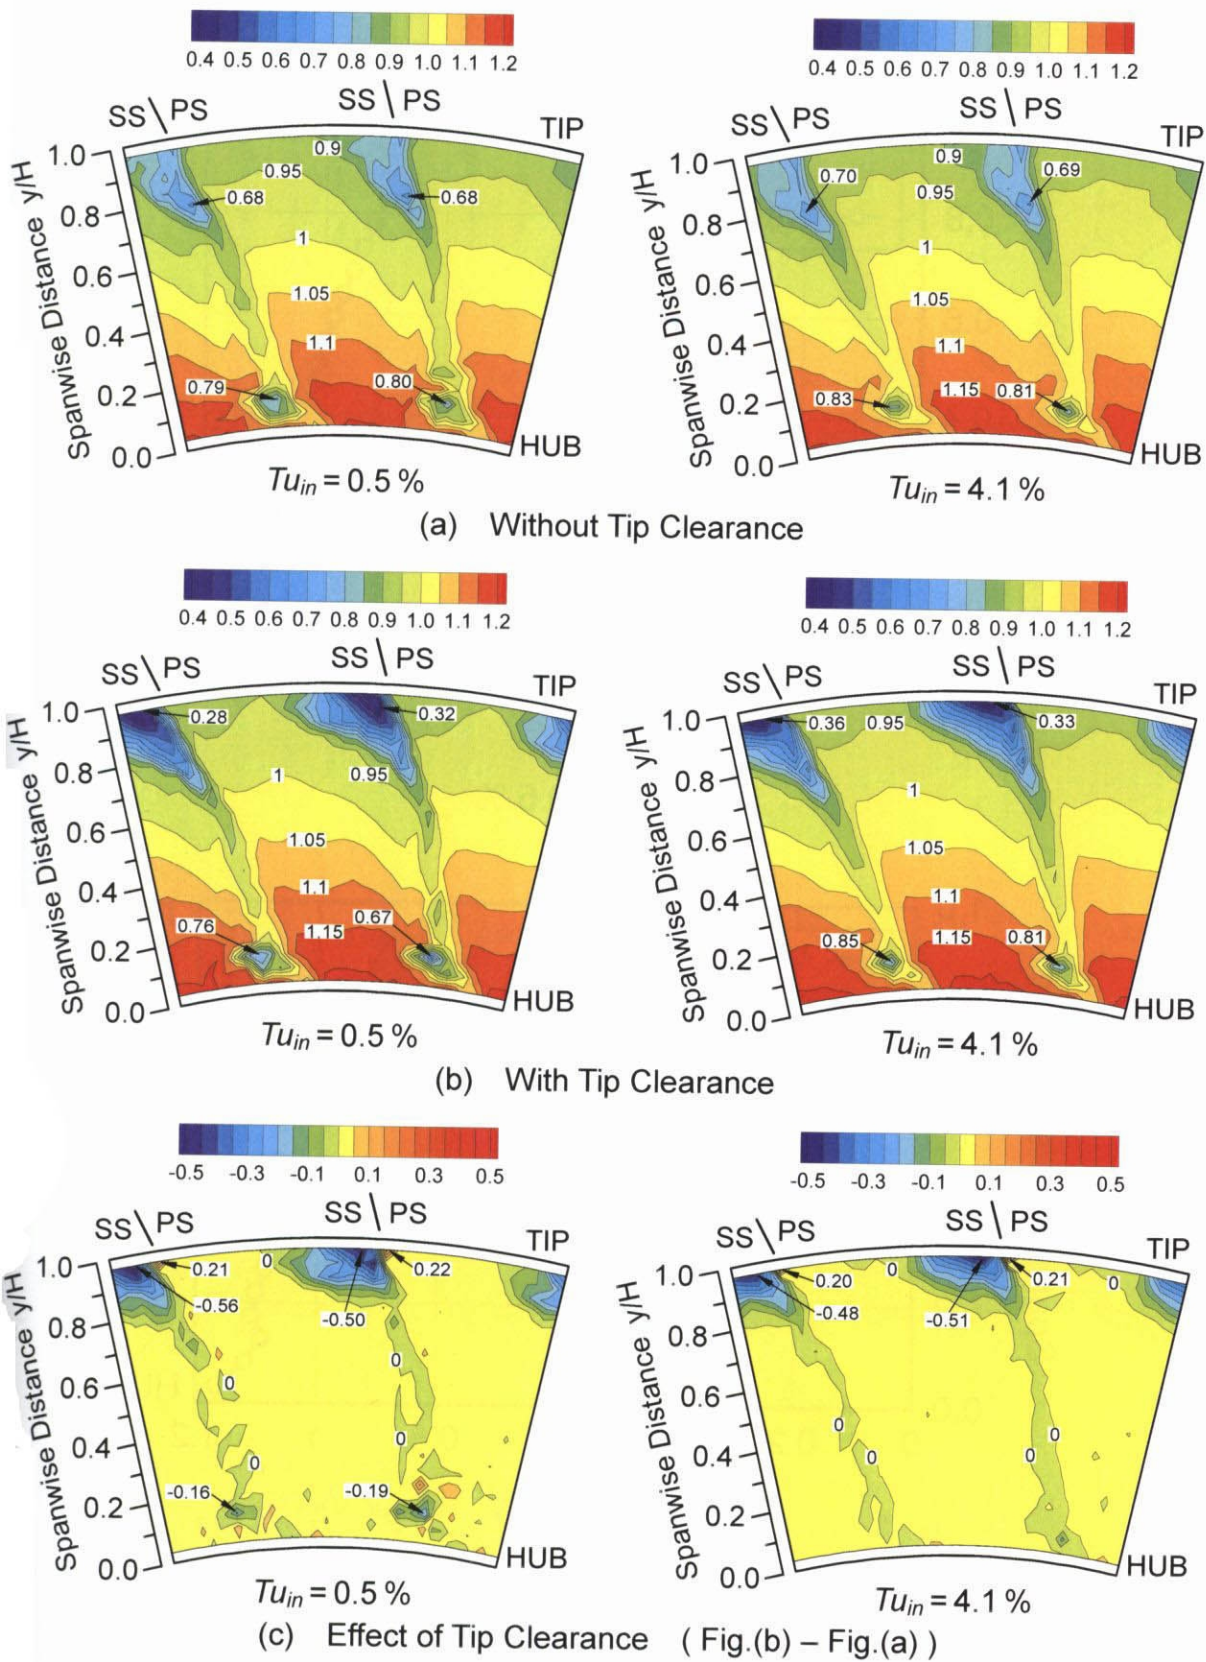 0.4 0.5 0.6 0.7 0.8 0.9 1.0 1.1 1.2
SS \ PS
SS \ PS
TIP
Spanwise Distance y/H
1.0
0.8
0.6
0.4
0.2
0.0
0.9
0.95
0.68
0.68
1
1.05
1.1
0.79
0.80
HUB
Tu_in = 0.5 %
0.4 0.5 0.6 0.7 0.8 0.9 1.0 1.1 1.2
SS \ PS
SS \ PS
TIP
Spanwise Distance y/H
1.0
0.8
0.6
0.4
0.2
0.0
0.9
0.95
0.70
0.69
1
1.05
1.1
1.15
0.83
0.81
HUB
Tu_in = 4.1 %
(a) Without Tip Clearance
0.4 0.5 0.6 0.7 0.8 0.9 1.0 1.1 1.2
SS \ PS
SS \ PS
TIP
Spanwise Distance y/H
1.0
0.8
0.6
0.4
0.2
0.0
0.28
0.32
1
0.95
1.05
1.1
1.15
0.76
0.67
HUB
Tu_in = 0.5 %
0.4 0.5 0.6 0.7 0.8 0.9 1.0 1.1 1.2
SS \ PS
SS \ PS
TIP
Spanwise Distance y/H
1.0
0.8
0.6
0.4
0.2
0.0
0.36
0.95
0.33
1
1.05
1.1
1.15
0.85
0.81
HUB
Tu_in = 4.1 %
(b) With Tip Clearance
-0.5 -0.3 -0.1 0.1 0.3 0.5
SS \ PS
SS \ PS
TIP
Spanwise Distance y/H
1.0
0.8
0.6
0.4
0.2
0.0
0.21
0
0.22
-0.56
-0.50
0
0
0
0
-0.16
-0.19
HUB
Tu_in = 0.5 %
-0.5 -0.3 -0.1 0.1 0.3 0.5
SS \ PS
SS \ PS
TIP
Spanwise Distance y/H
1.0
0.8
0.6
0.4
0.2
0.0
0.20
0
0.21
0
-0.48
-0.51
0
0
0
0
HUB
Tu_in = 4.1 %
(c) Effect of Tip Clearance ( Fig.(b) – Fig.(a) )